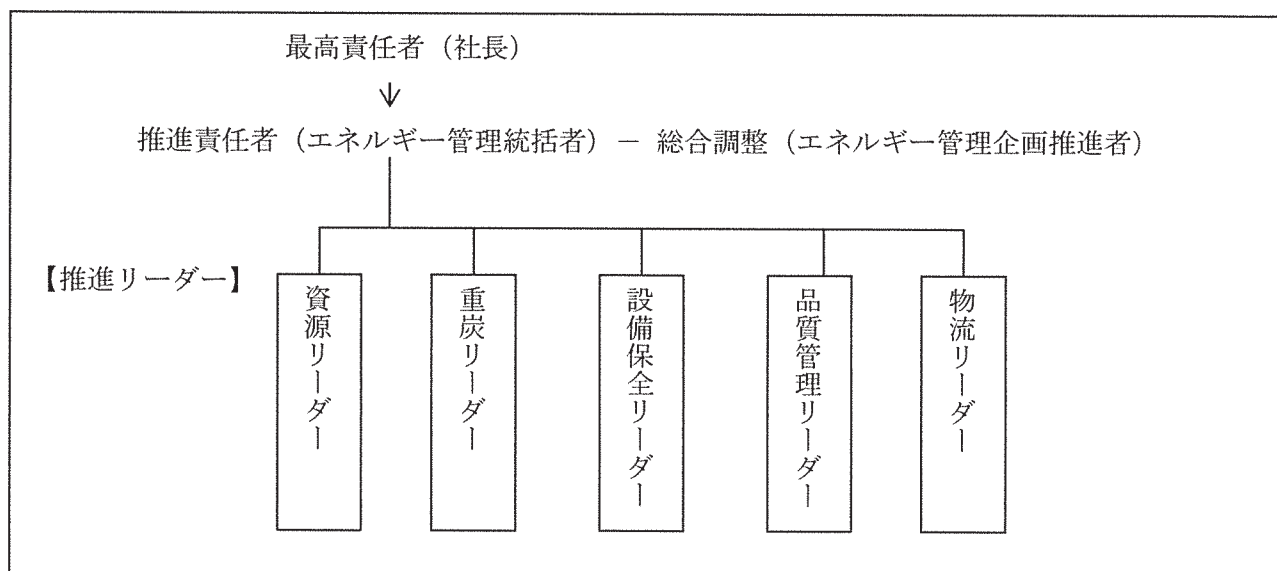 最高責任者（社長）
推進責任者（エネルギー管理統括者）－ 総合調整（エネルギー管理企画推進者）
【推進リーダー】
資源リーダー
重炭リーダー
設備保全リーダー
品質管理リーダー
物流リーダー